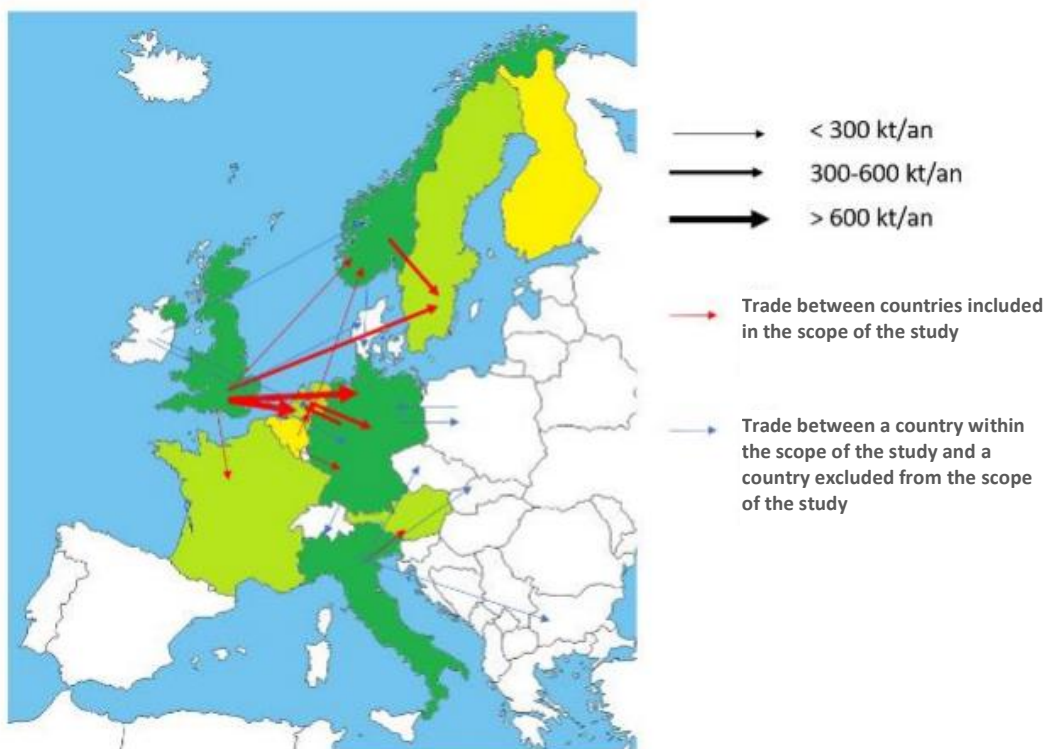 < 300 kt/an
300-600 kt/an
> 600 kt/an
Trade between countries included
in the scope of the study
Trade between a country within
the scope of the study and a
country excluded from the scope
of the study